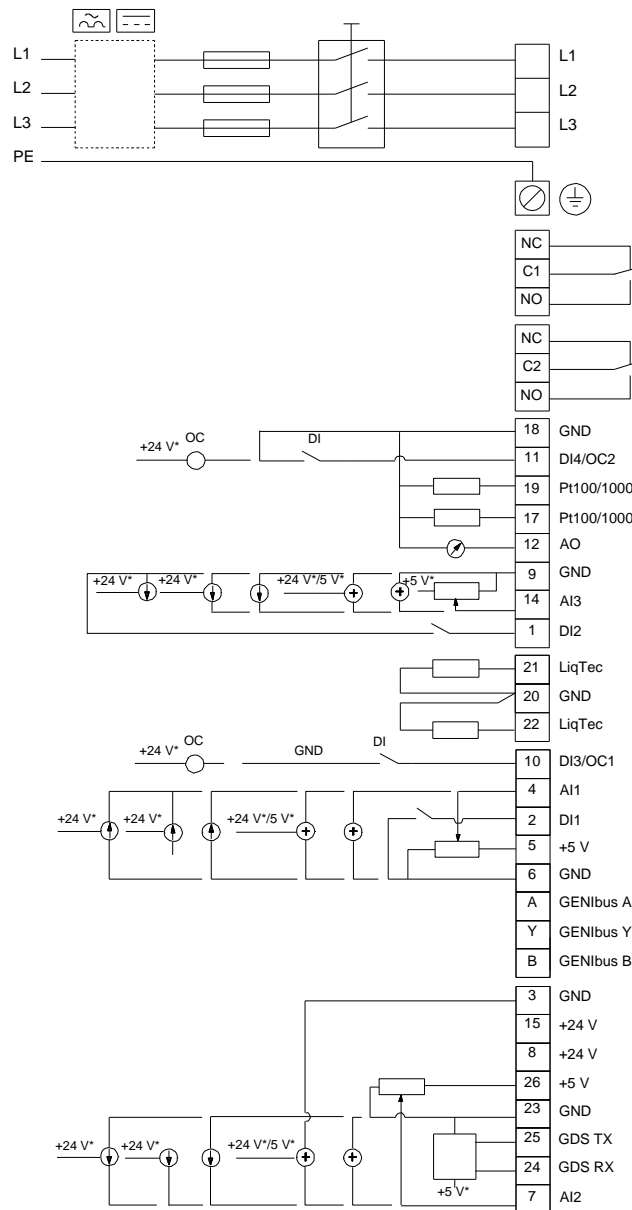 L1 L1
L2 L2
L3 L3
PE
NC
C1
NO
NC
C2
NO
18 GND
+24 V* OC DI 11 DI4/OC2
19 Pt100/1000
17 Pt100/1000
12 AO
9 GND
+24 V* +24 V* +24 V*/5 V* +5 V*
14 AI3
1 DI2
21 LiqTec
20 GND
22 LiqTec
+24 V* OC GND DI 10 DI3/OC1
4 AI1
+24 V* +24 V* +24 V*/5 V* 2 DI1
5 +5 V
6 GND
A GENIbus A
Y GENIbus Y
B GENIbus B
3 GND
15 +24 V
8 +24 V
26 +5 V
23 GND
25 GDS TX
+24 V* +24 V* +24 V*/5 V* 24 GDS RX
+5 V* 7 AI2